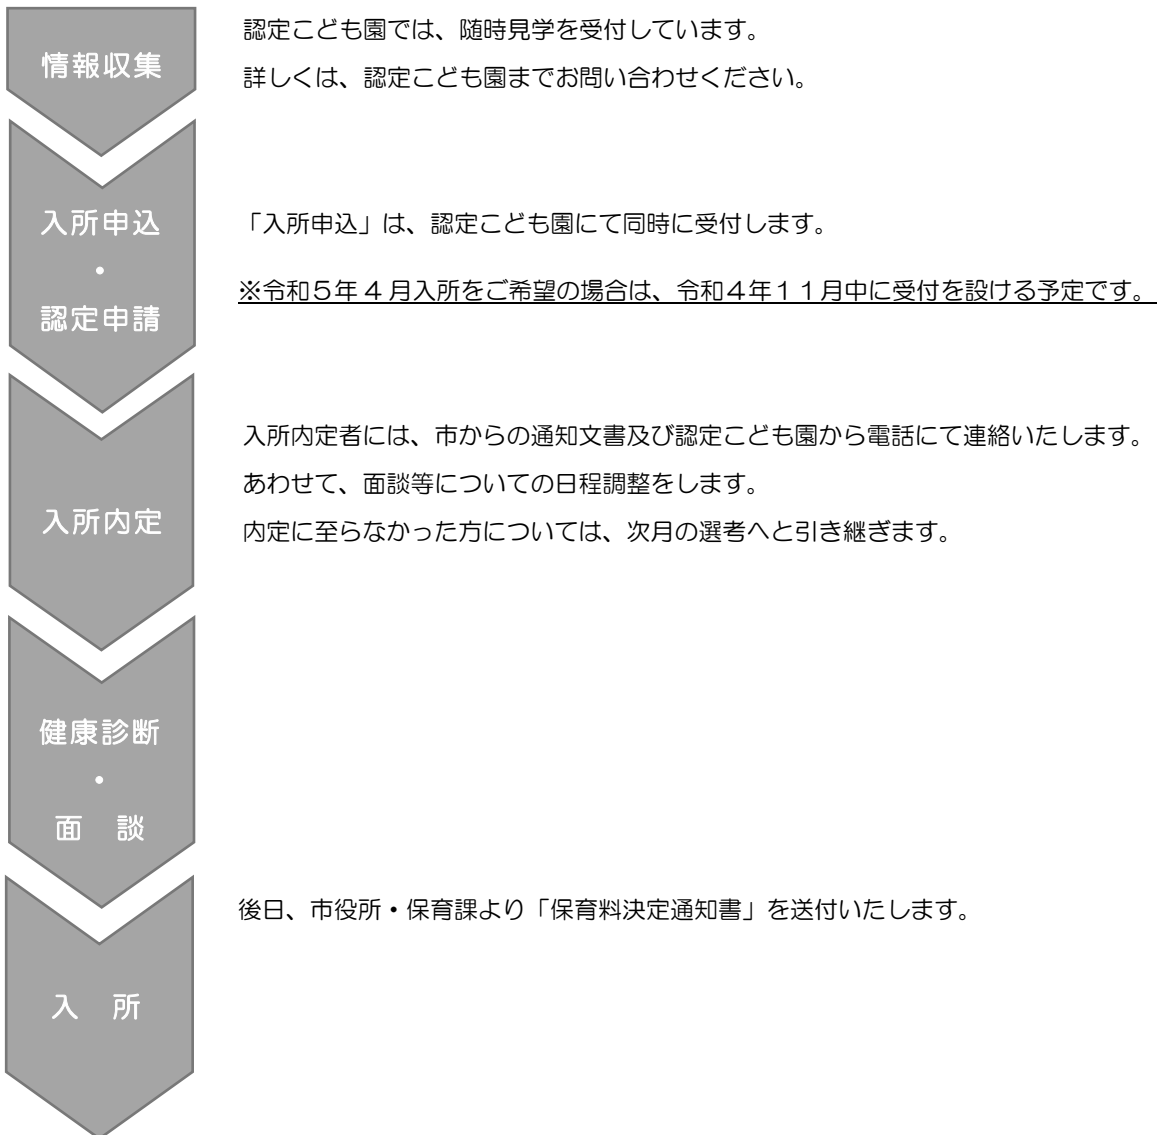 情報収集
認定こども園では、随時見学を受付しています。
詳しくは、認定こども園までお問い合わせください。
入所申込
・
認定申請
「入所申込」は、認定こども園にて同時に受付します。
※令和５年４月入所をご希望の場合は、令和４年１１月中に受付を設ける予定です。
入所内定
入所内定者には、市からの通知文書及び認定こども園から電話にて連絡いたします。
あわせて、面談等についての日程調整をします。
内定に至らなかった方については、次月の選考へと引き継ぎます。
健康診断
・
面　談
入　所
後日、市役所・保育課より「保育料決定通知書」を送付いたします。